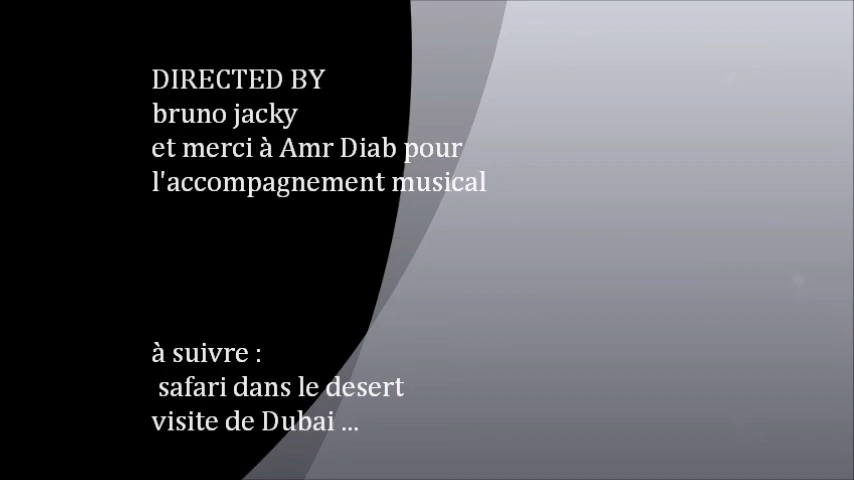 DIRECTED BY
bruno jacky
et merci à Amr Diab pour
l'accompagnement musical
à suivre :
safari dans le desert
visite de Dubai ...